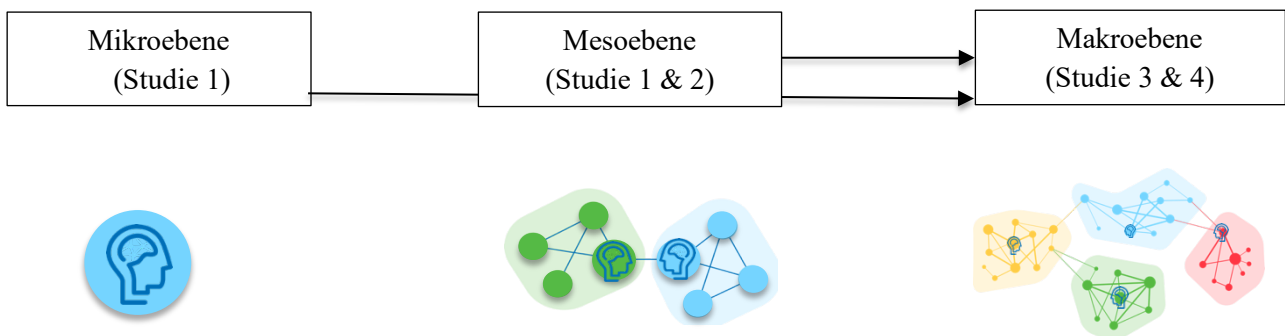 Mikroebene
(Studie 1)
Mesoebene
(Studie 1 & 2)
Makroebene
(Studie 3 & 4)